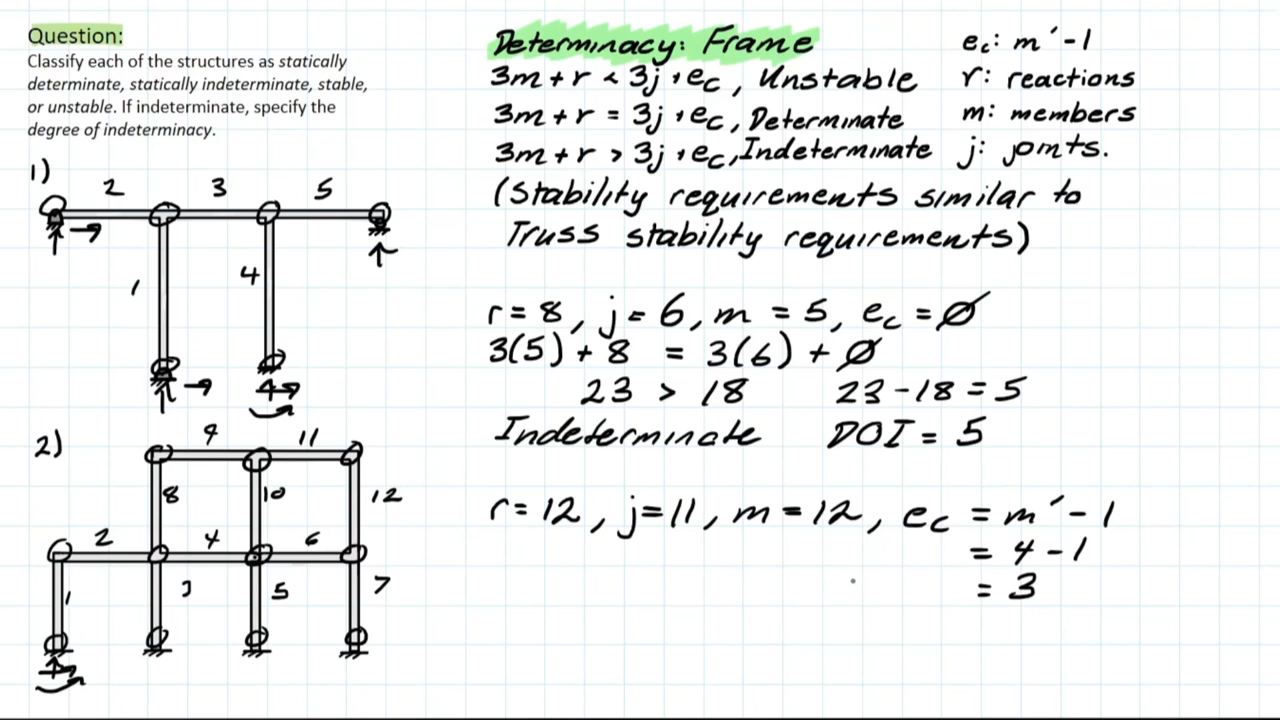 Question:
Classify each of the structures as statically
determinate, statically indeterminate, stable,
or unstable. If indeterminate, specify the
degree of indeterminacy.
1)
2 3 5
1 4
2)
9 11
8 10 12
2 4 6
1 3 5 7
Determinacy: Frame
3m + r < 3j + ec, Unstable
3m + r = 3j + ec, Determinate
3m + r > 3j + ec, Indeterminate
(Stability requirements similar to
Truss stability requirements)
ec: m' - 1
r: reactions
m: members
j: joints.
r = 8, j = 6, m = 5, ec = Ø
3(5) + 8 = 3(6) + Ø
23 > 18 23 - 18 = 5
Indeterminate DOI = 5
r = 12, j = 11, m = 12, ec = m' - 1
= 4 - 1
= 3